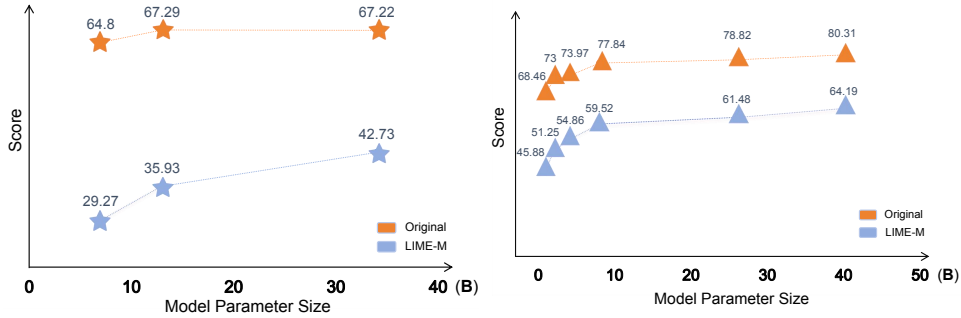 64.8
67.29
67.22
42.73
35.93
29.27
Score
Original
LIME-M
0 10 20 30 40 (B)
Model Parameter Size
80.31
78.82
77.84
73.97
73
68.46
64.19
61.48
59.52
54.86
51.25
45.88
Score
Original
LIME-M
0 10 20 30 40 50 (B)
Model Parameter Size